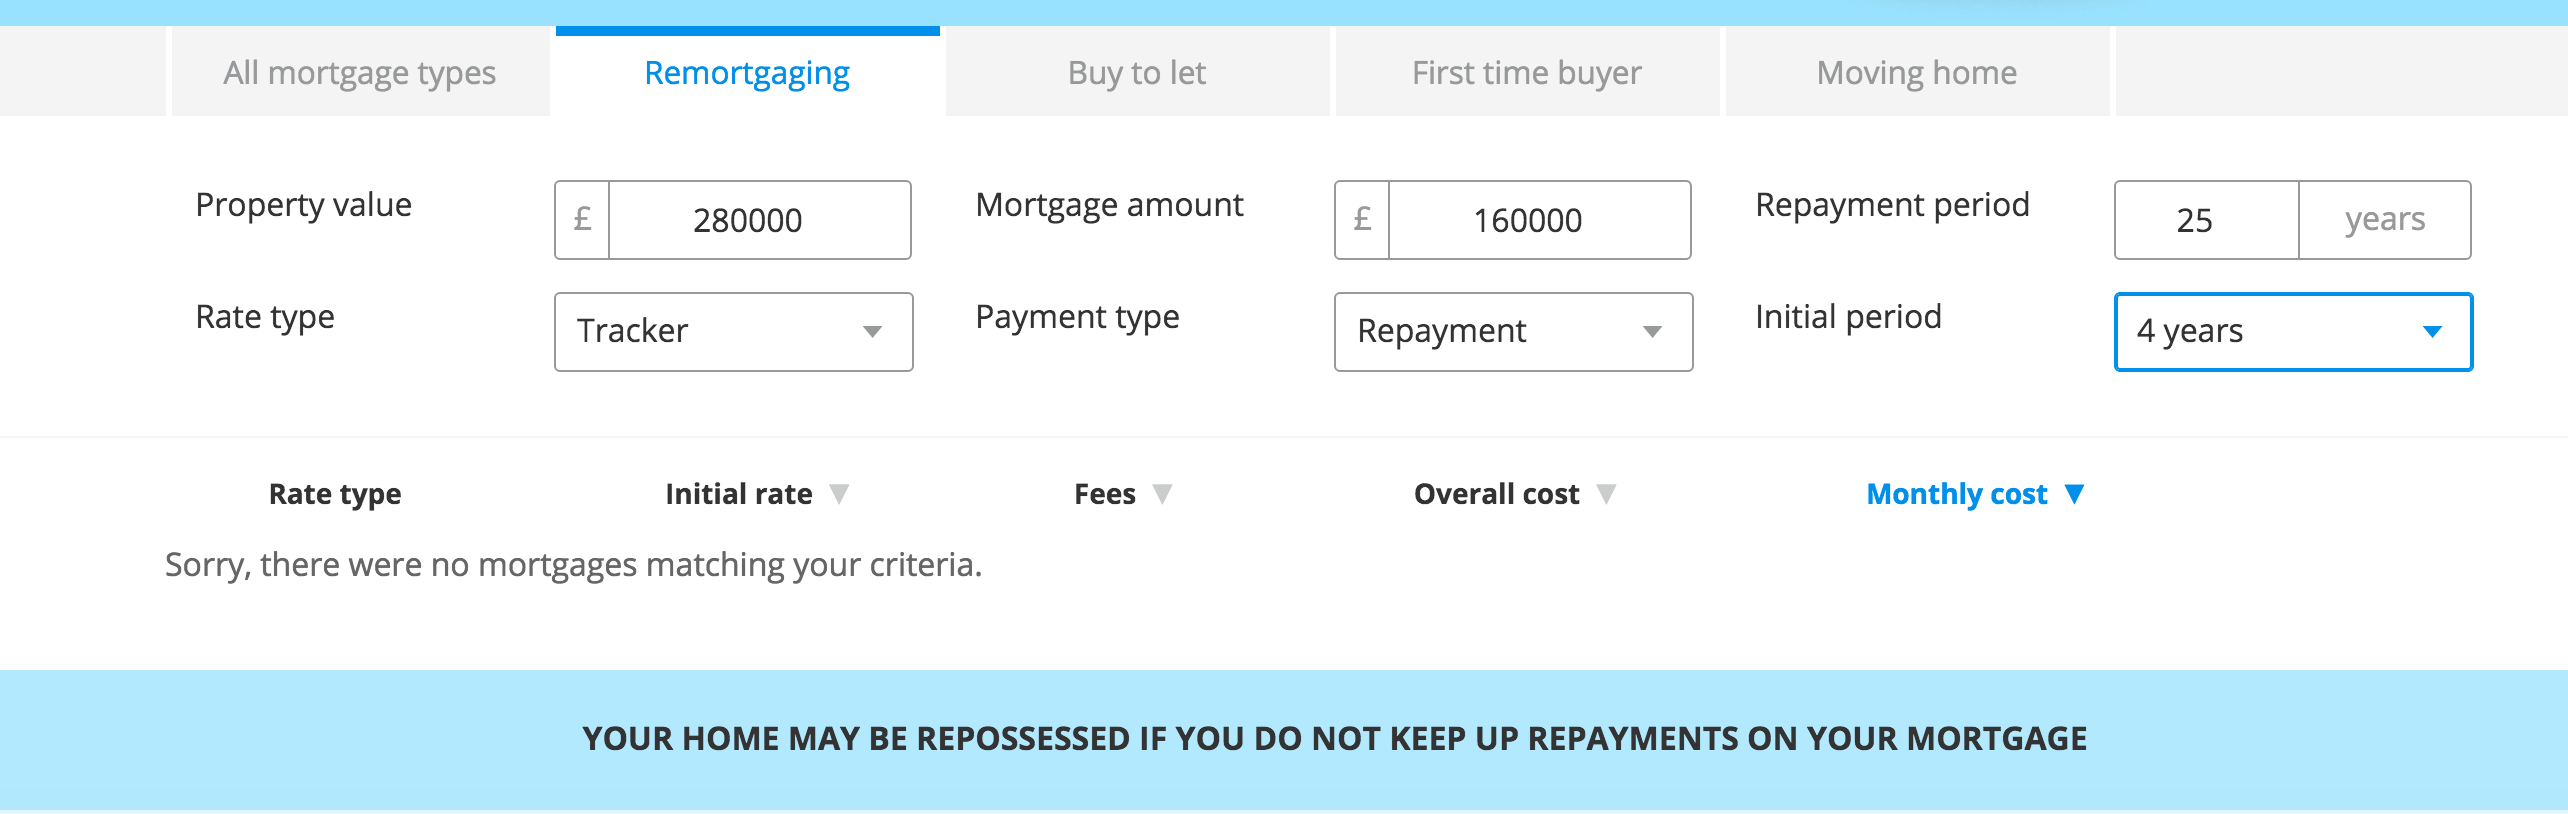 All mortgage types Remortgaging Buy to let First time buyer Moving home
Property value £ 280000 Mortgage amount £ 160000 Repayment period 25 years
Rate type Tracker Payment type Repayment Initial period 4 years
Rate type Initial rate Fees Overall cost Monthly cost
Sorry, there were no mortgages matching your criteria.
YOUR HOME MAY BE REPOSSESSED IF YOU DO NOT KEEP UP REPAYMENTS ON YOUR MORTGAGE